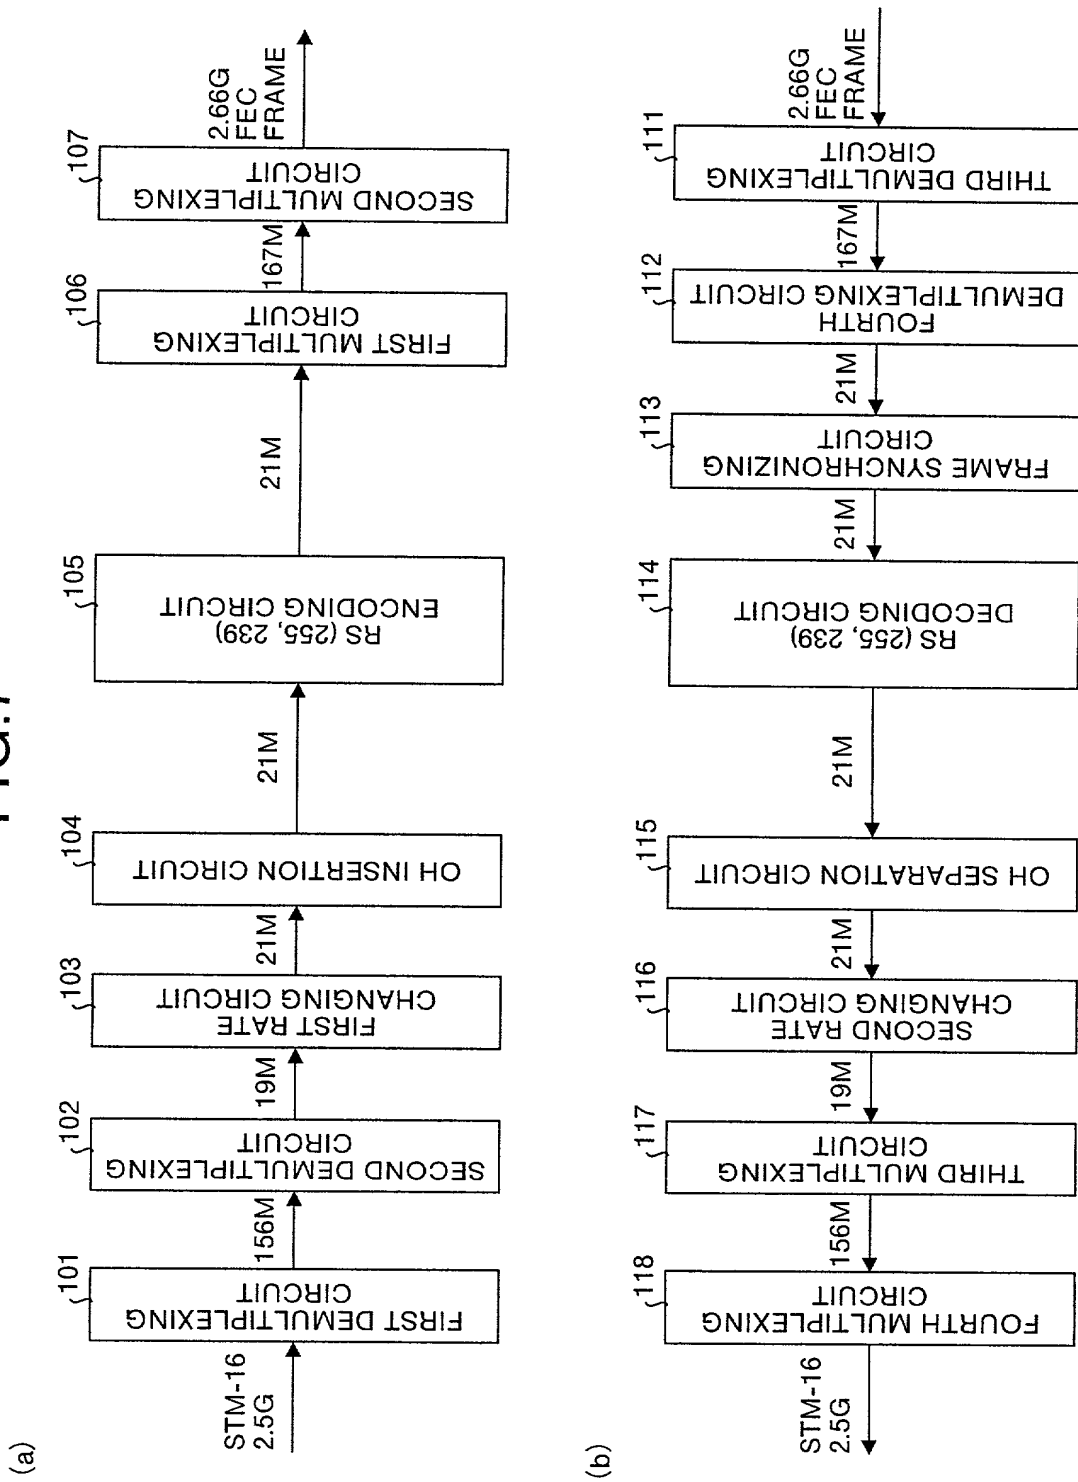 FIG.7
(a)
STM-16
2.5G
101
FIRST DEMULTIPLEXING
CIRCUIT
156M
102
SECOND DEMULTIPLEXING
CIRCUIT
19M
103
FIRST RATE
CHANGING CIRCUIT
21M
104
OH INSERTION CIRCUIT
21M
105
RS (255, 239)
ENCODING CIRCUIT
21M
106
FIRST MULTIPLEXING
CIRCUIT
167M
107
SECOND MULTIPLEXING
CIRCUIT
2.66G
FEC
FRAME
(b)
STM-16
2.5G
118
FOURTH MULTIPLEXING
CIRCUIT
156M
117
THIRD MULTIPLEXING
CIRCUIT
19M
116
SECOND RATE
CHANGING CIRCUIT
21M
115
OH SEPARATION CIRCUIT
21M
114
RS (255, 239)
DECODING CIRCUIT
21M
113
FRAME SYNCHRONIZING
CIRCUIT
21M
112
FOURTH
DEMULTIPLEXING CIRCUIT
167M
111
THIRD DEMULTIPLEXING
CIRCUIT
2.66G
FEC
FRAME